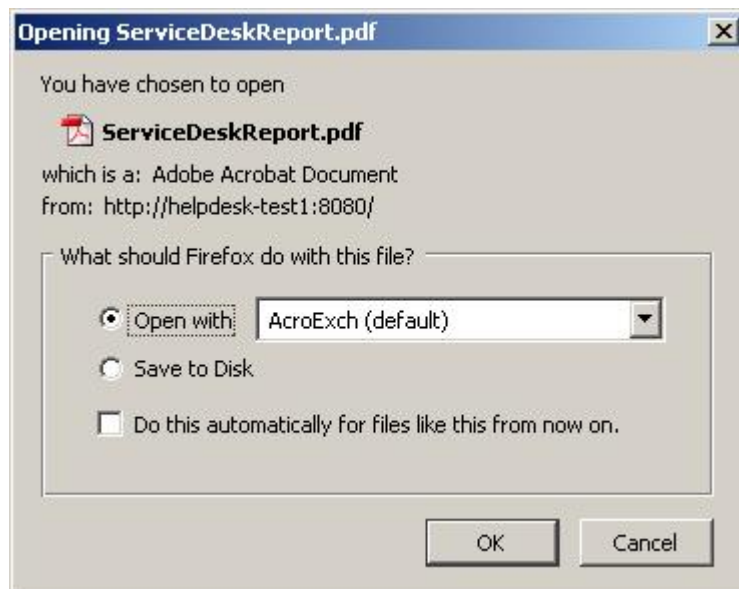 Opening ServiceDeskReport.pdf
You have chosen to open
ServiceDeskReport.pdf
which is a: Adobe Acrobat Document
from: http://helpdesk-test1:8080/
What should Firefox do with this file?
Open with AcroExch (default)
Save to Disk
Do this automatically for files like this from now on.
OK Cancel